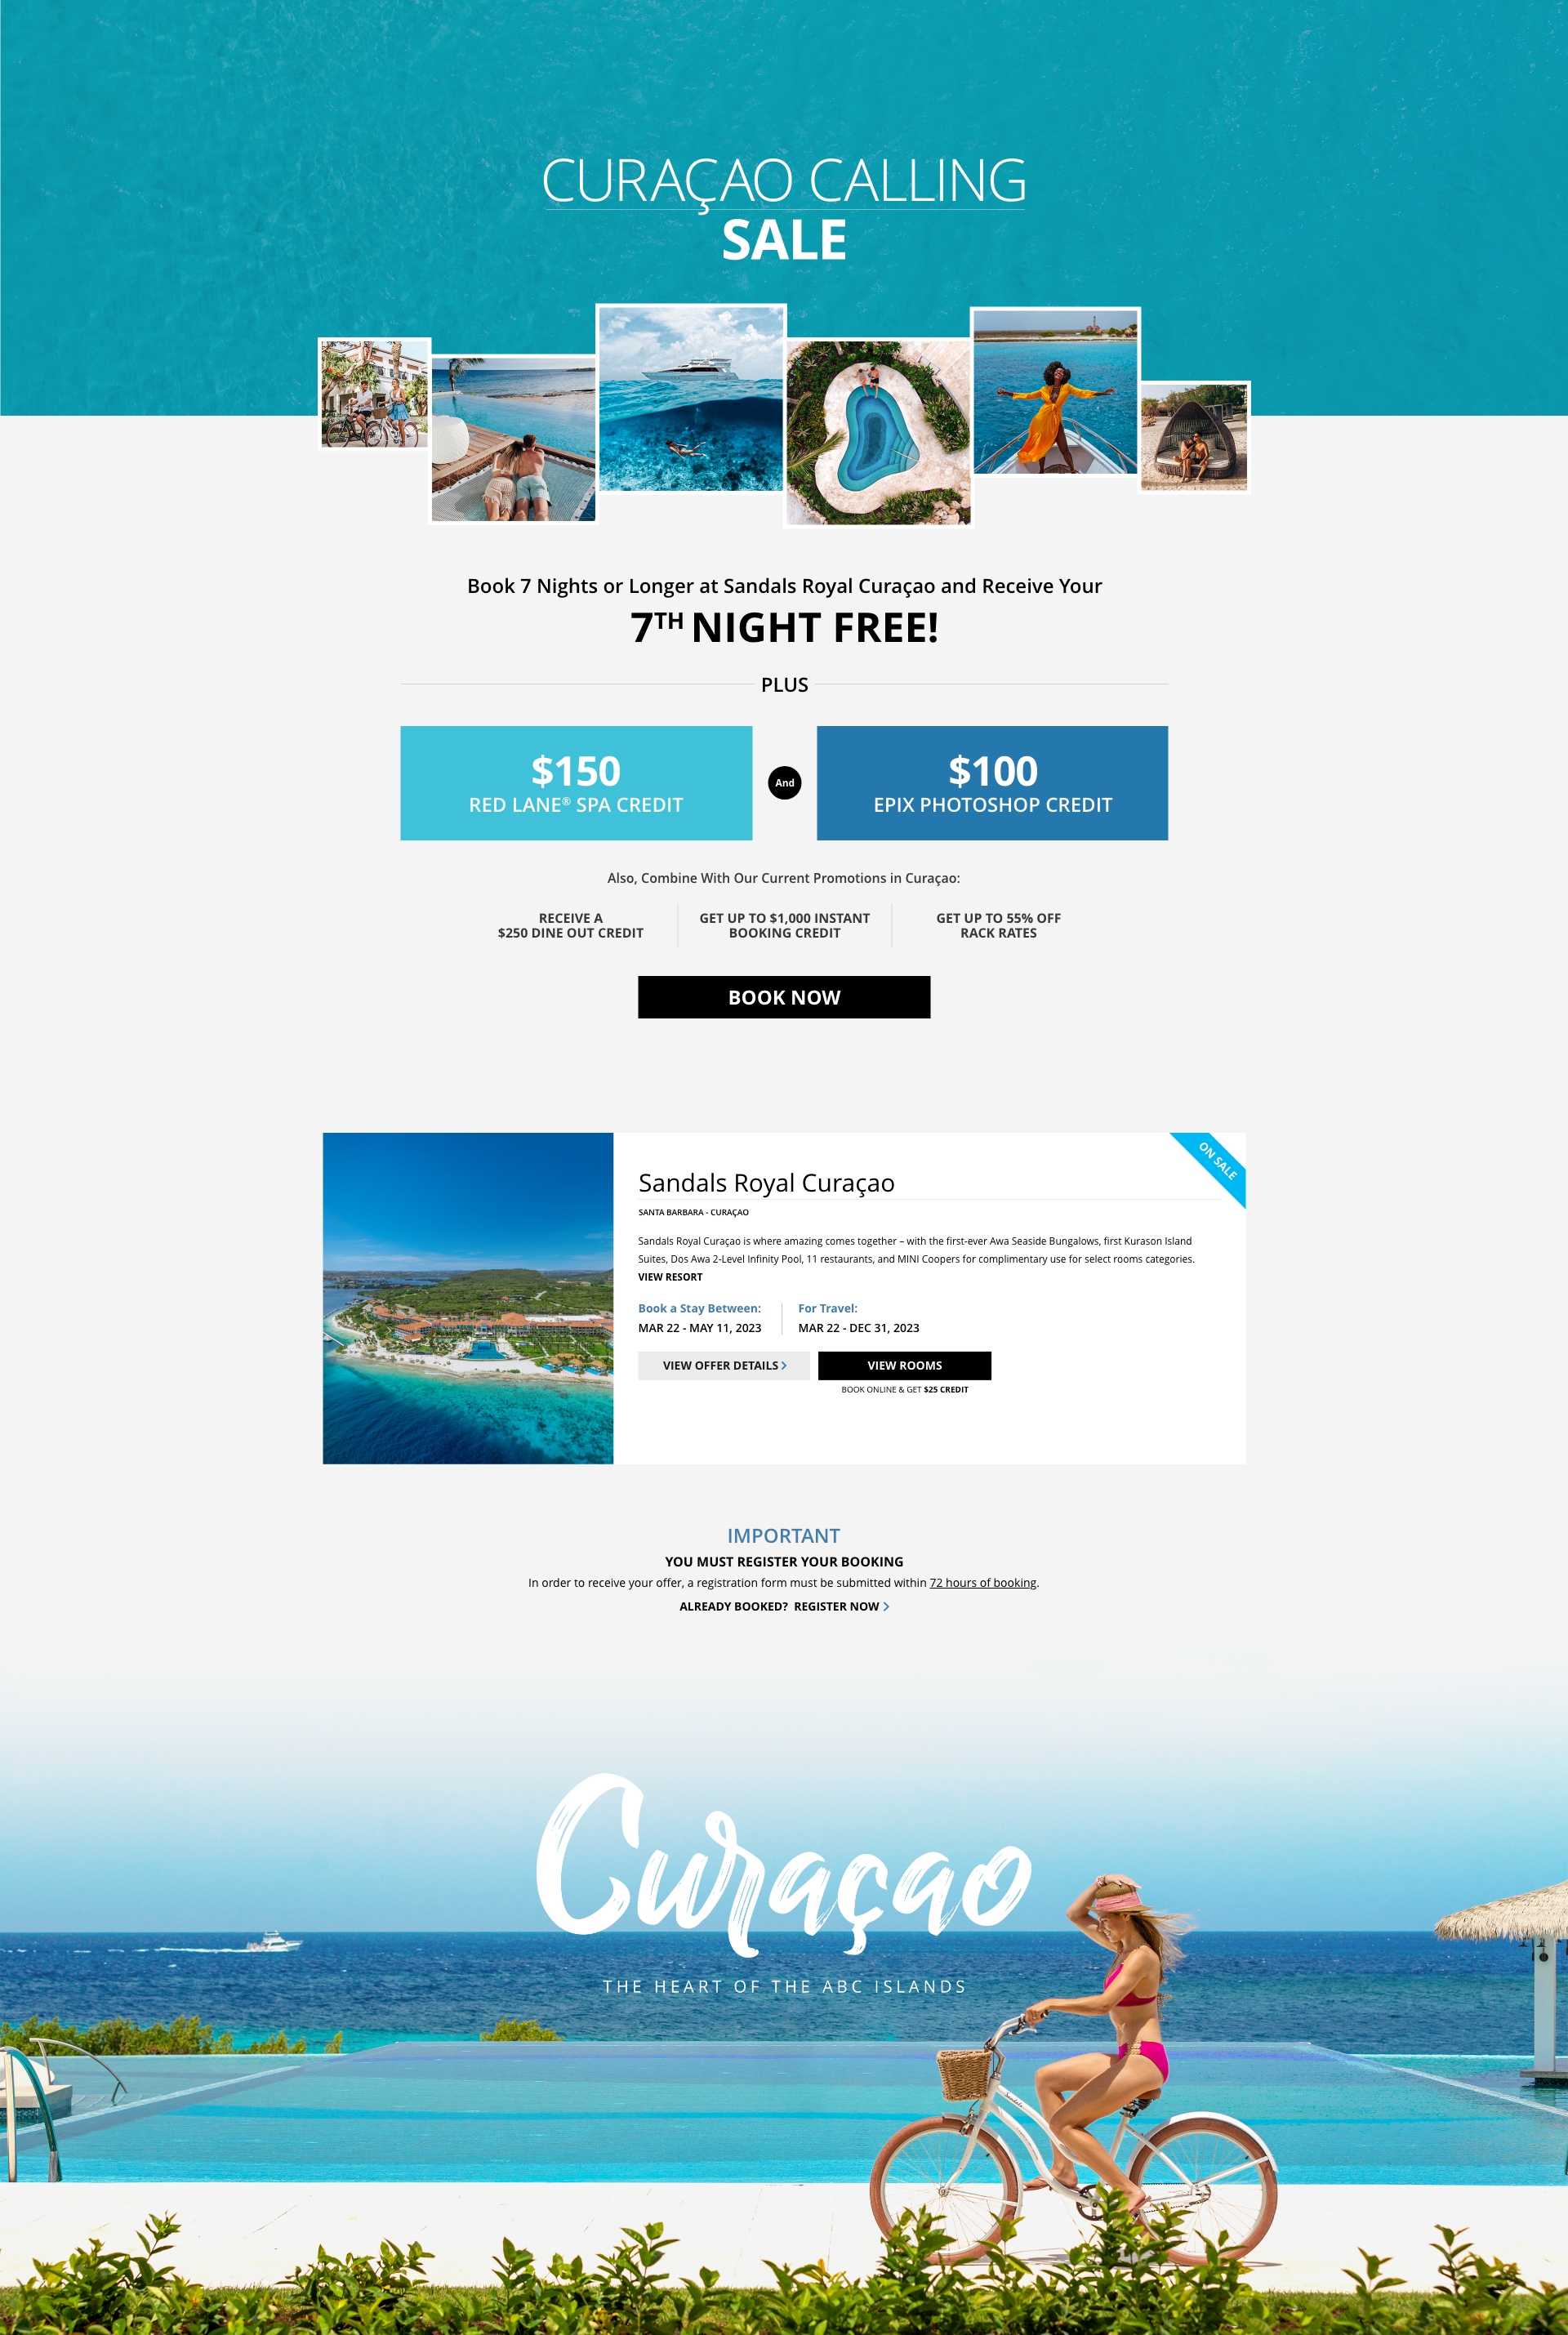 CURAÇAO CALLING
SALE
Book 7 Nights or Longer at Sandals Royal Curaçao and Receive Your
7TH NIGHT FREE!
PLUS
$150
RED LANE® SPA CREDIT
And
$100
EPIX PHOTOSHOP CREDIT
Also, Combine With Our Current Promotions in Curaçao:
RECEIVE A
$250 DINE OUT CREDIT
GET UP TO $1,000 INSTANT
BOOKING CREDIT
GET UP TO 55% OFF
RACK RATES
BOOK NOW
ON SALE
Sandals Royal Curaçao
SANTA BARBARA - CURAÇAO
Sandals Royal Curaçao is where amazing comes together – with the first-ever Awa Seaside Bungalows, first Kurason Island
Suites, Dos Awa 2-Level Infinity Pool, 11 restaurants, and MINI Coopers for complimentary use for select rooms categories.
VIEW RESORT
Book a Stay Between:
MAR 22 - MAY 11, 2023
For Travel:
MAR 22 - DEC 31, 2023
VIEW OFFER DETAILS
VIEW ROOMS
BOOK ONLINE & GET $25 CREDIT
IMPORTANT
YOU MUST REGISTER YOUR BOOKING
In order to receive your offer, a registration form must be submitted within 72 hours of booking.
ALREADY BOOKED? REGISTER NOW
Curaçao
THE HEART OF THE ABC ISLANDS
Sandals